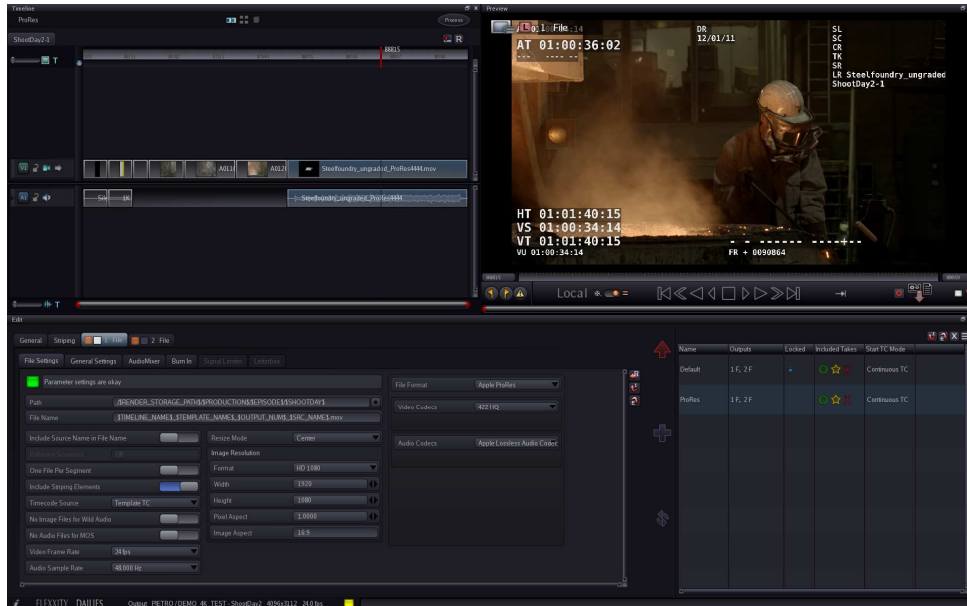 Timeline
ProRes
Process
ShootDay2-1
R
T
88815
V1
A011
A012
Steelfoundry_ungraded_ProRes4444.mov
A1
1K
Steelfoundry_ungraded_ProRes4444
T
Preview
L 0 1 File
DR
12/01/11
SL
SC
CR
TK
SR
LR Steelfoundry_ungraded
ShootDay2-1
AT 01:00:36:02
HT 01:01:40:15
VS 01:00:34:14
VT 01:01:40:15
VU 01:00:34:14
FR + 0090864
88815
Local
Edit
General Striping 1 File 2 File
File Settings General Settings AudioMixer Burn In Signal Limiter Letterbox
Parameter settings are okay
Path
/$RENDER_STORAGE_PATH$/$PRODUCTION$/$EPISODE$/$SHOOTDAY$
File Name
$TIMELINE_NAME$_$TEMPLATE_NAME$_$OUTPUT_NUM$_$SRC_NAME$.mov
Include Source Name in File Name
Off
One File Per Segment
Include Striping Elements
Timecode Source Template TC
No Image Files for Wild Audio
No Audio Files for MOS
Video Frame Rate 24 fps
Audio Sample Rate 48.000 Hz
Resize Mode Center
Image Resolution
Format HD 1080
Width 1920
Height 1080
Pixel Aspect 1.0000
Image Aspect 16:9
File Format Apple ProRes
Video Codecs 422 HQ
Audio Codecs Apple Lossless Audio Codec
Name Outputs Locked Included Takes Start TC Mode
Default 1 F, 2 F Continuous TC
ProRes 1 F, 2 F Continuous TC
FLEXXITY DAILIES Output PIETRO/DEMO_4K_TEST - ShootDay2 4096x3112 24.0 fps